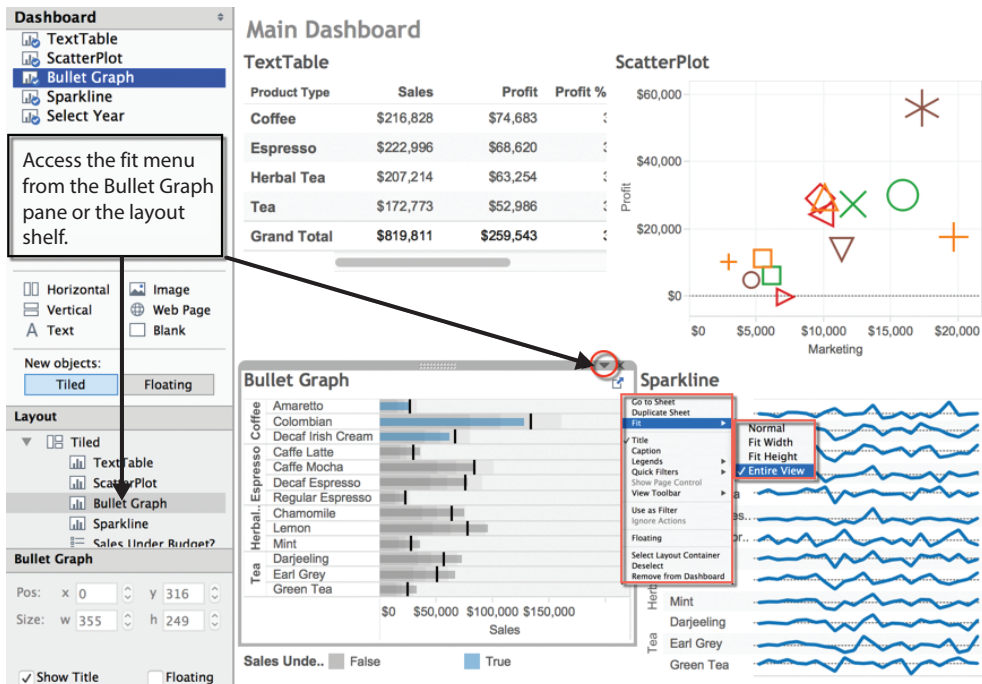 Dashboard
TextTable
ScatterPlot
Bullet Graph
Sparkline
Select Year
Access the fit menu
from the Bullet Graph
pane or the layout
shelf.
Horizontal
Image
Vertical
Web Page
A Text
Blank
New objects:
Tiled
Floating
Layout
Tiled
TextTable
ScatterPlot
Bullet Graph
Sparkline
Sales Under Budget?
Bullet Graph
Pos: x 0 y 316
Size: w 355 h 249
Show Title
Floating
Main Dashboard
TextTable
Product Type Sales Profit Profit %
Coffee $216,828 $74,683
Espresso $222,996 $68,620
Herbal Tea $207,214 $63,254
Tea $172,773 $52,986
Grand Total $819,811 $259,543
ScatterPlot
$60,000
$40,000
$20,000
$0
Profit
$0 $5,000 $10,000 $15,000 $20,000
Marketing
Bullet Graph
Coffee
Amaretto
Colombian
Decaf Irish Cream
Espresso
Caffe Latte
Caffe Mocha
Decaf Espresso
Regular Espresso
Herbal..
Chamomile
Lemon
Mint
Tea
Darjeeling
Earl Grey
Green Tea
$0 $50,000 $100,000 $150,000
Sales
Sales Unde.. False True
Go to Sheet
Duplicate Sheet
Fit
Title
Caption
Legends
Quick Filters
Show Page Control
View Toolbar
Use as Filter
Ignore Actions
Floating
Select Layout Container
Deselect
Remove from Dashboard
Normal
Fit Width
Fit Height
Entire View
Sparkline
Mint
Tea
Darjeeling
Earl Grey
Green Tea